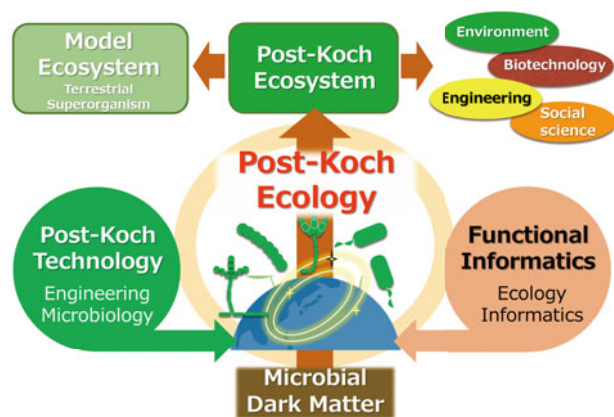 Model
Ecosystem
Terrestrial
Superorganism
Post-Koch
Ecosystem
Environment
Biotechnology
Engineering
Social
science
Post-Koch
Ecology
Post-Koch
Technology
Engineering
Microbiology
Functional
Informatics
Ecology
Informatics
Microbial
Dark Matter